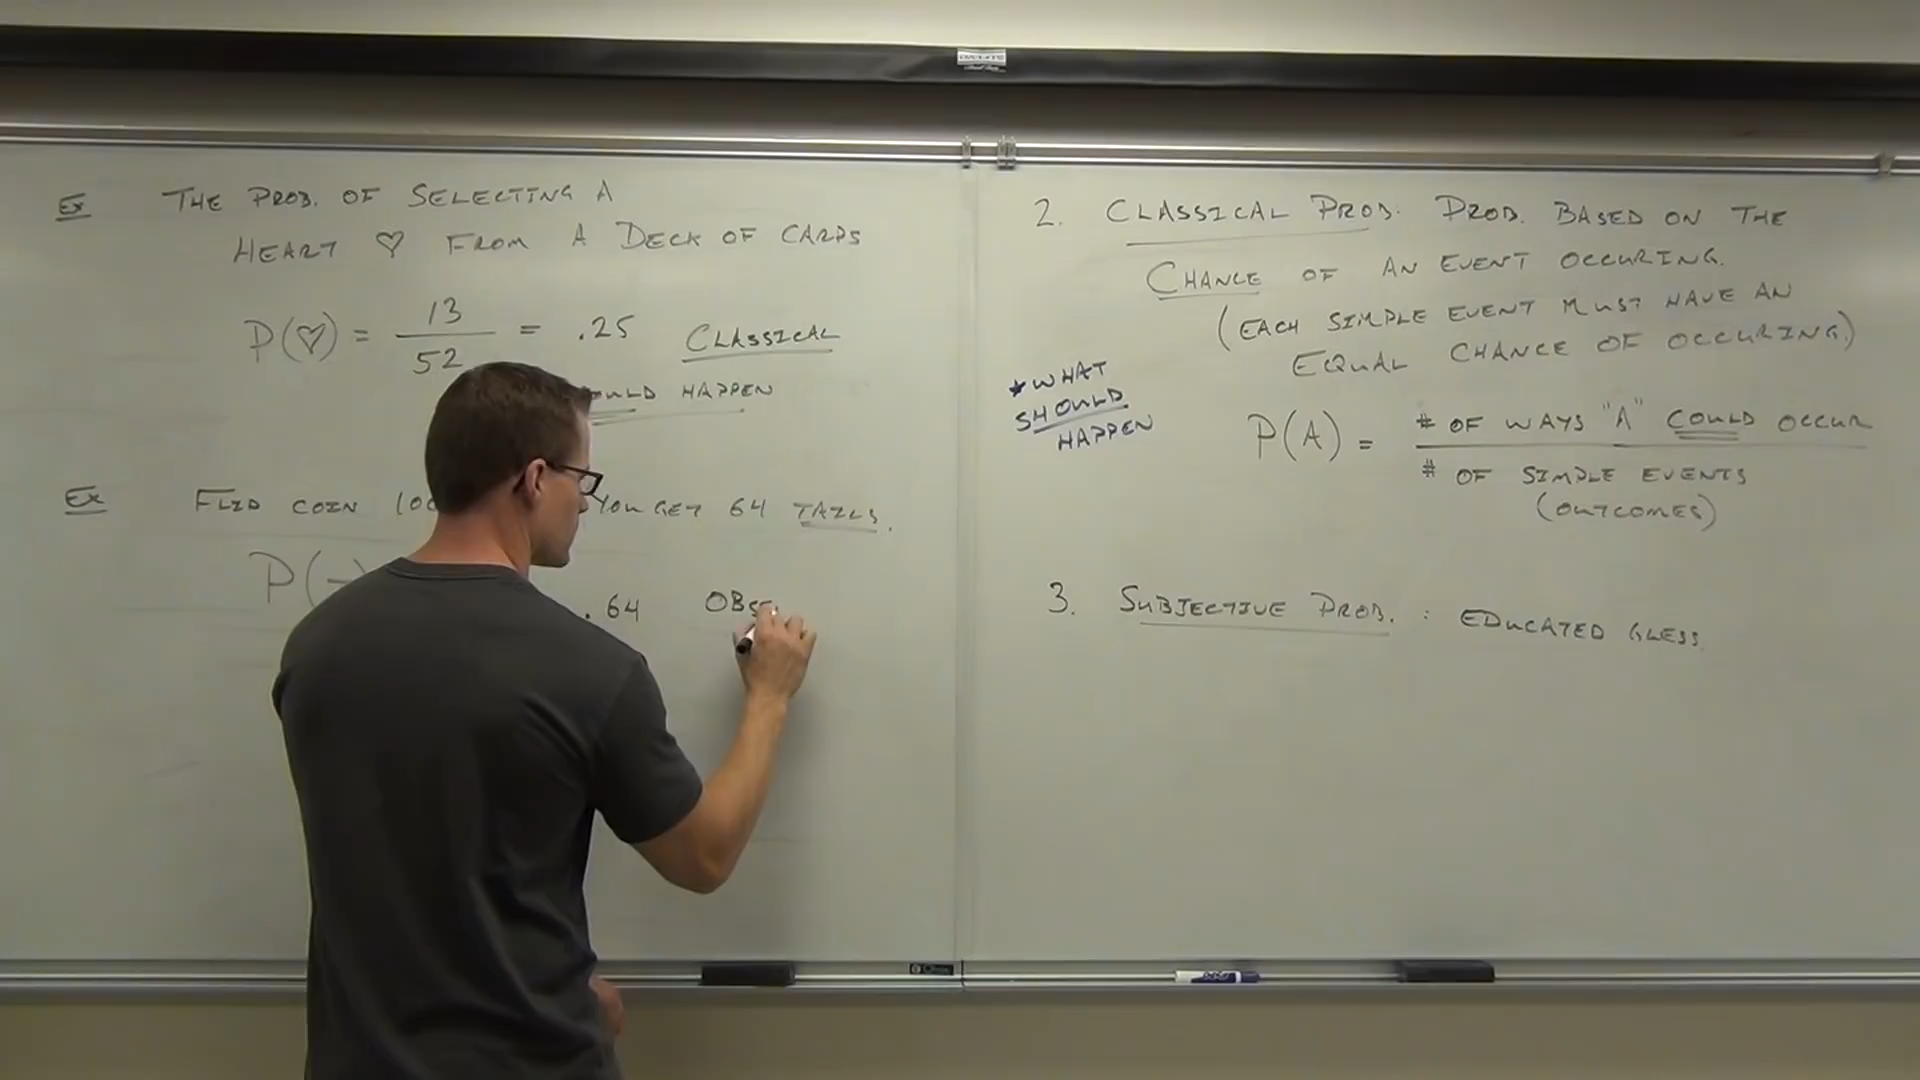 Ex THE PROB. OF SELECTING A
HEART ♡ FROM A DECK OF CARDS
P(♡) = 13/52 = .25 CLASSICAL
OULD HAPPEN
Ex FLIP COIN 100 YOU GET 64 TAILS.
P(T .64 OBSE
2. CLASSICAL PROB. PROB. BASED ON THE
CHANCE OF AN EVENT OCCURING.
(EACH SIMPLE EVENT MUST HAVE AN
EQUAL CHANCE OF OCCURING.)
*WHAT
SHOULD
HAPPEN
P(A) = # OF WAYS "A" COULD OCCUR
# OF SIMPLE EVENTS
(OUTCOMES)
3. SUBJECTIVE PROB. : EDUCATED GUESS.